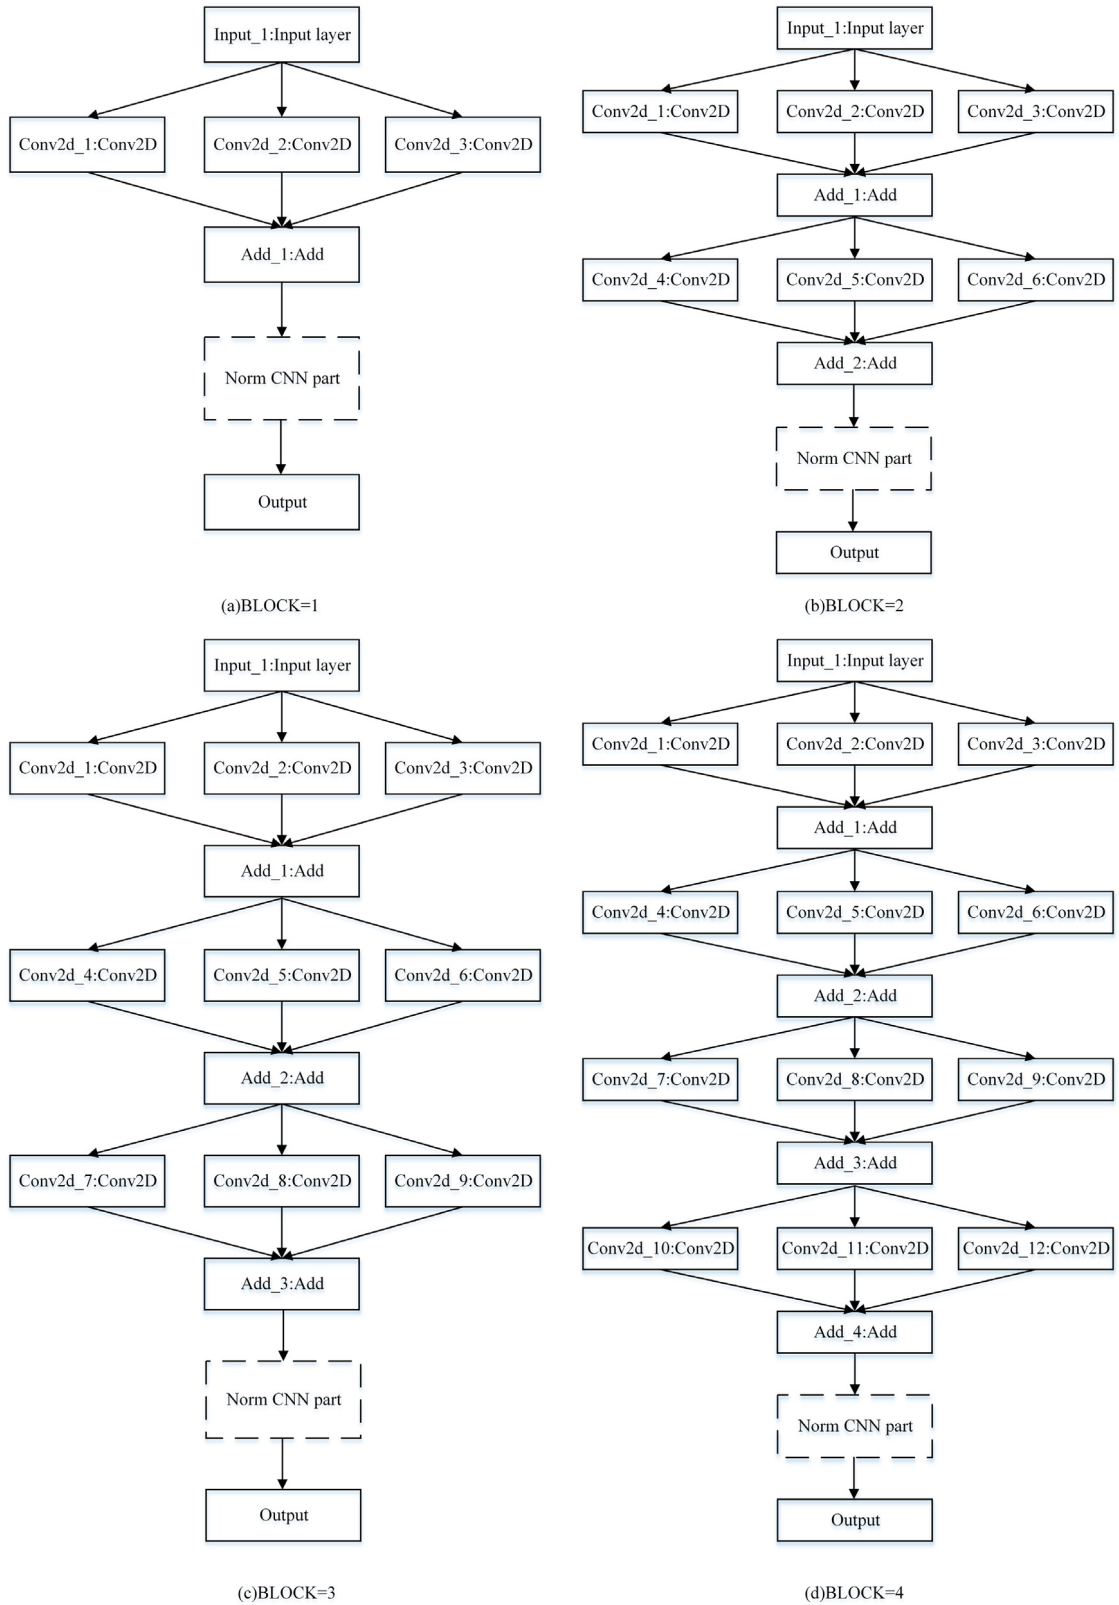 Input_1:Input layer
Conv2d_1:Conv2D
Conv2d_2:Conv2D
Conv2d_3:Conv2D
Add_1:Add
Norm CNN part
Output
(a)BLOCK=1
Input_1:Input layer
Conv2d_1:Conv2D
Conv2d_2:Conv2D
Conv2d_3:Conv2D
Add_1:Add
Conv2d_4:Conv2D
Conv2d_5:Conv2D
Conv2d_6:Conv2D
Add_2:Add
Norm CNN part
Output
(b)BLOCK=2
Input_1:Input layer
Conv2d_1:Conv2D
Conv2d_2:Conv2D
Conv2d_3:Conv2D
Add_1:Add
Conv2d_4:Conv2D
Conv2d_5:Conv2D
Conv2d_6:Conv2D
Add_2:Add
Conv2d_7:Conv2D
Conv2d_8:Conv2D
Conv2d_9:Conv2D
Add_3:Add
Norm CNN part
Output
(c)BLOCK=3
Input_1:Input layer
Conv2d_1:Conv2D
Conv2d_2:Conv2D
Conv2d_3:Conv2D
Add_1:Add
Conv2d_4:Conv2D
Conv2d_5:Conv2D
Conv2d_6:Conv2D
Add_2:Add
Conv2d_7:Conv2D
Conv2d_8:Conv2D
Conv2d_9:Conv2D
Add_3:Add
Conv2d_10:Conv2D
Conv2d_11:Conv2D
Conv2d_12:Conv2D
Add_4:Add
Norm CNN part
Output
(d)BLOCK=4